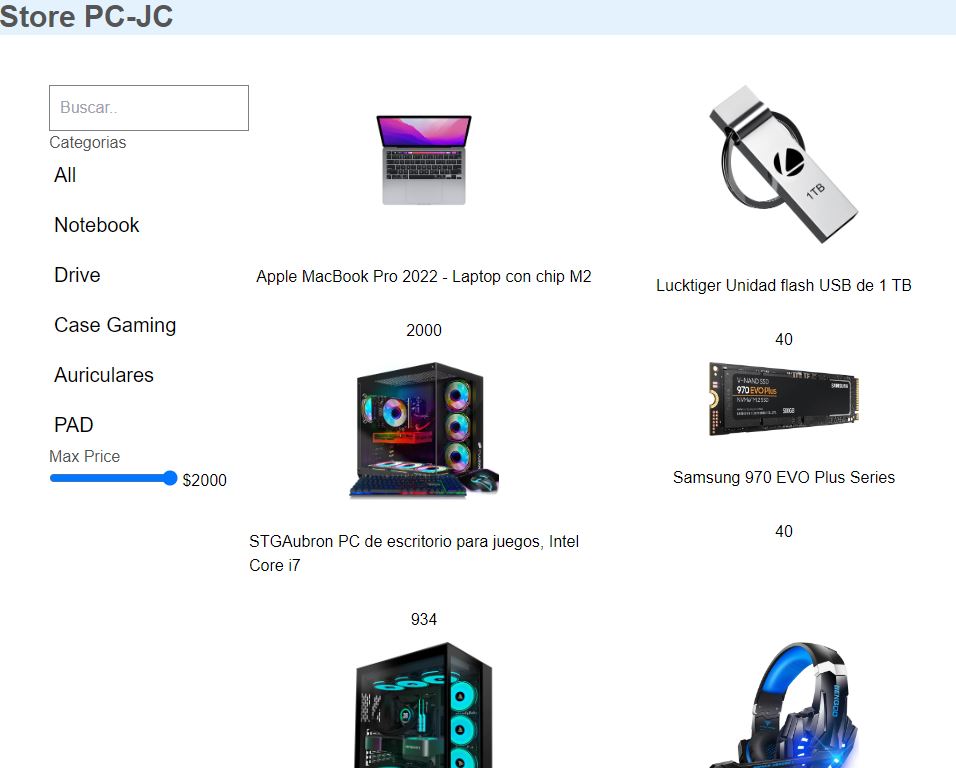 Store PC-JC
Buscar..
Categorias
All
Notebook
Drive
Case Gaming
Auriculares
PAD
Max Price
$2000
Apple MacBook Pro 2022 - Laptop con chip M2
2000
1TB
Lucktiger Unidad flash USB de 1 TB
40
STGAubron PC de escritorio para juegos, Intel
Core i7
934
V-NAND SSD
970 EVO Plus
NVMe M.2 SSD
500GB
SAMSUNG
Samsung 970 EVO Plus Series
40
BENGOO